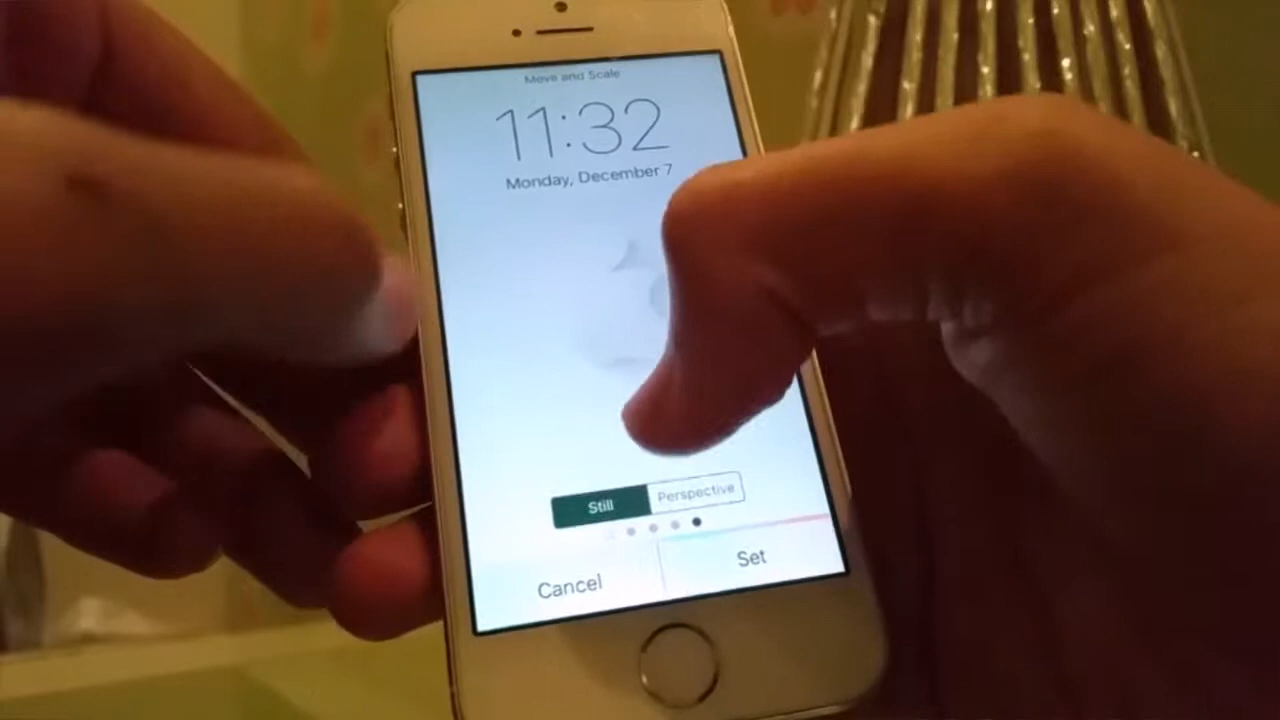 Move and Scale
11:32
Monday, December 7
Still
Perspective
Cancel
Set